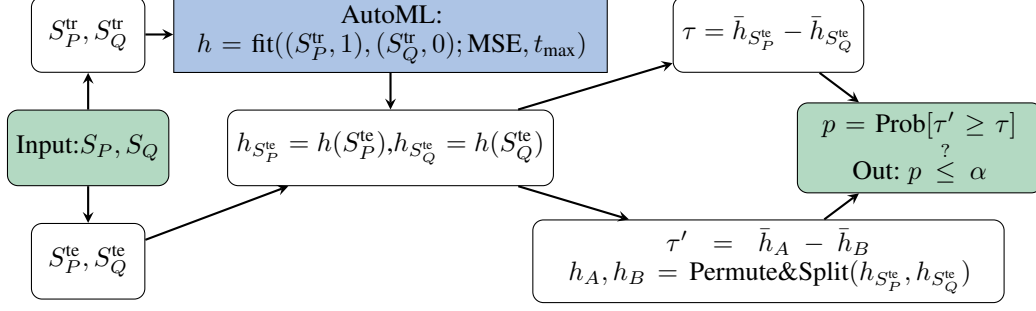 S_P^tr, S_Q^tr
AutoML:
h = fit((S_P^tr, 1), (S_Q^tr, 0); MSE, t_max)
τ = h̄_{S_P^te} − h̄_{S_Q^te}
Input:S_P, S_Q
h_{S_P^te} = h(S_P^te),h_{S_Q^te} = h(S_Q^te)
p = Prob[τ′ ≥ τ]
Out: p ≤^? α
S_P^te, S_Q^te
τ′ = h̄_A − h̄_B
h_A, h_B = Permute&Split(h_{S_P^te}, h_{S_Q^te})